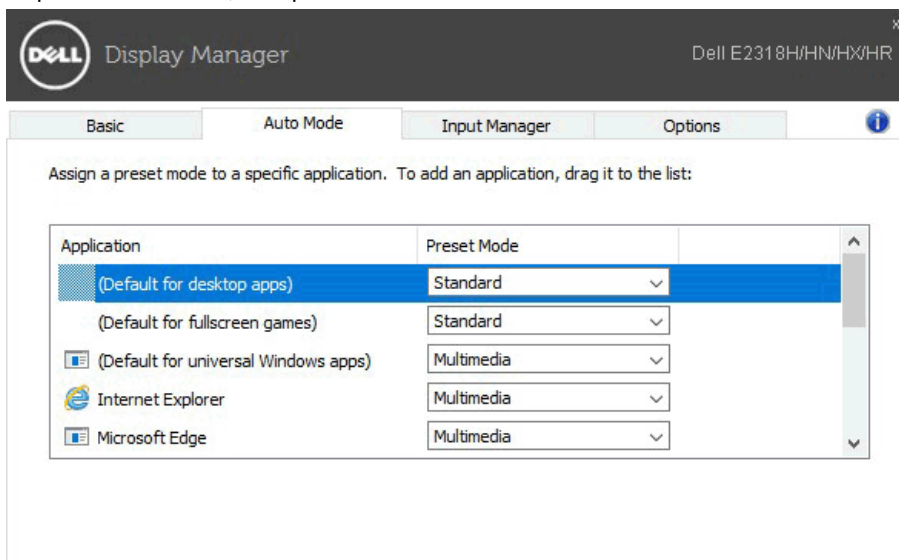 DELL Display Manager
x
Dell E2318H/HN/HX/HR
Basic Auto Mode Input Manager Options
Assign a preset mode to a specific application. To add an application, drag it to the list:
Application Preset Mode
(Default for desktop apps) Standard
(Default for fullscreen games) Standard
(Default for universal Windows apps) Multimedia
Internet Explorer Multimedia
Microsoft Edge Multimedia